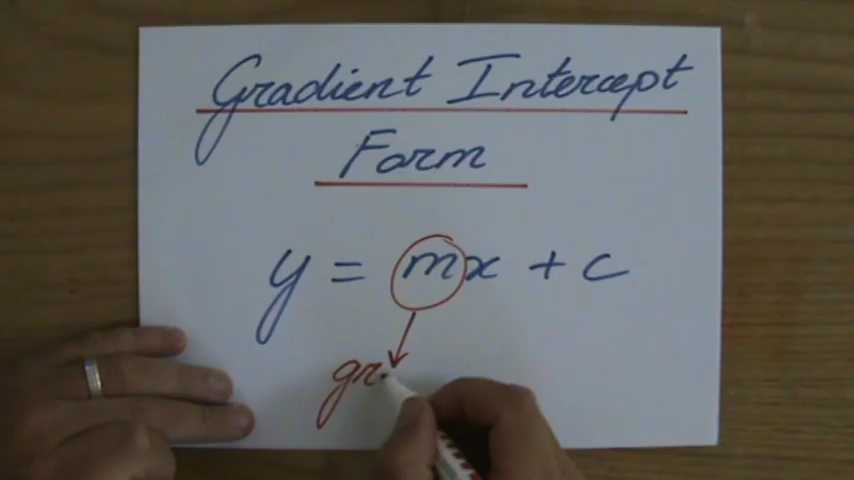 Gradient Intercept
Form
y = mx + c
gr